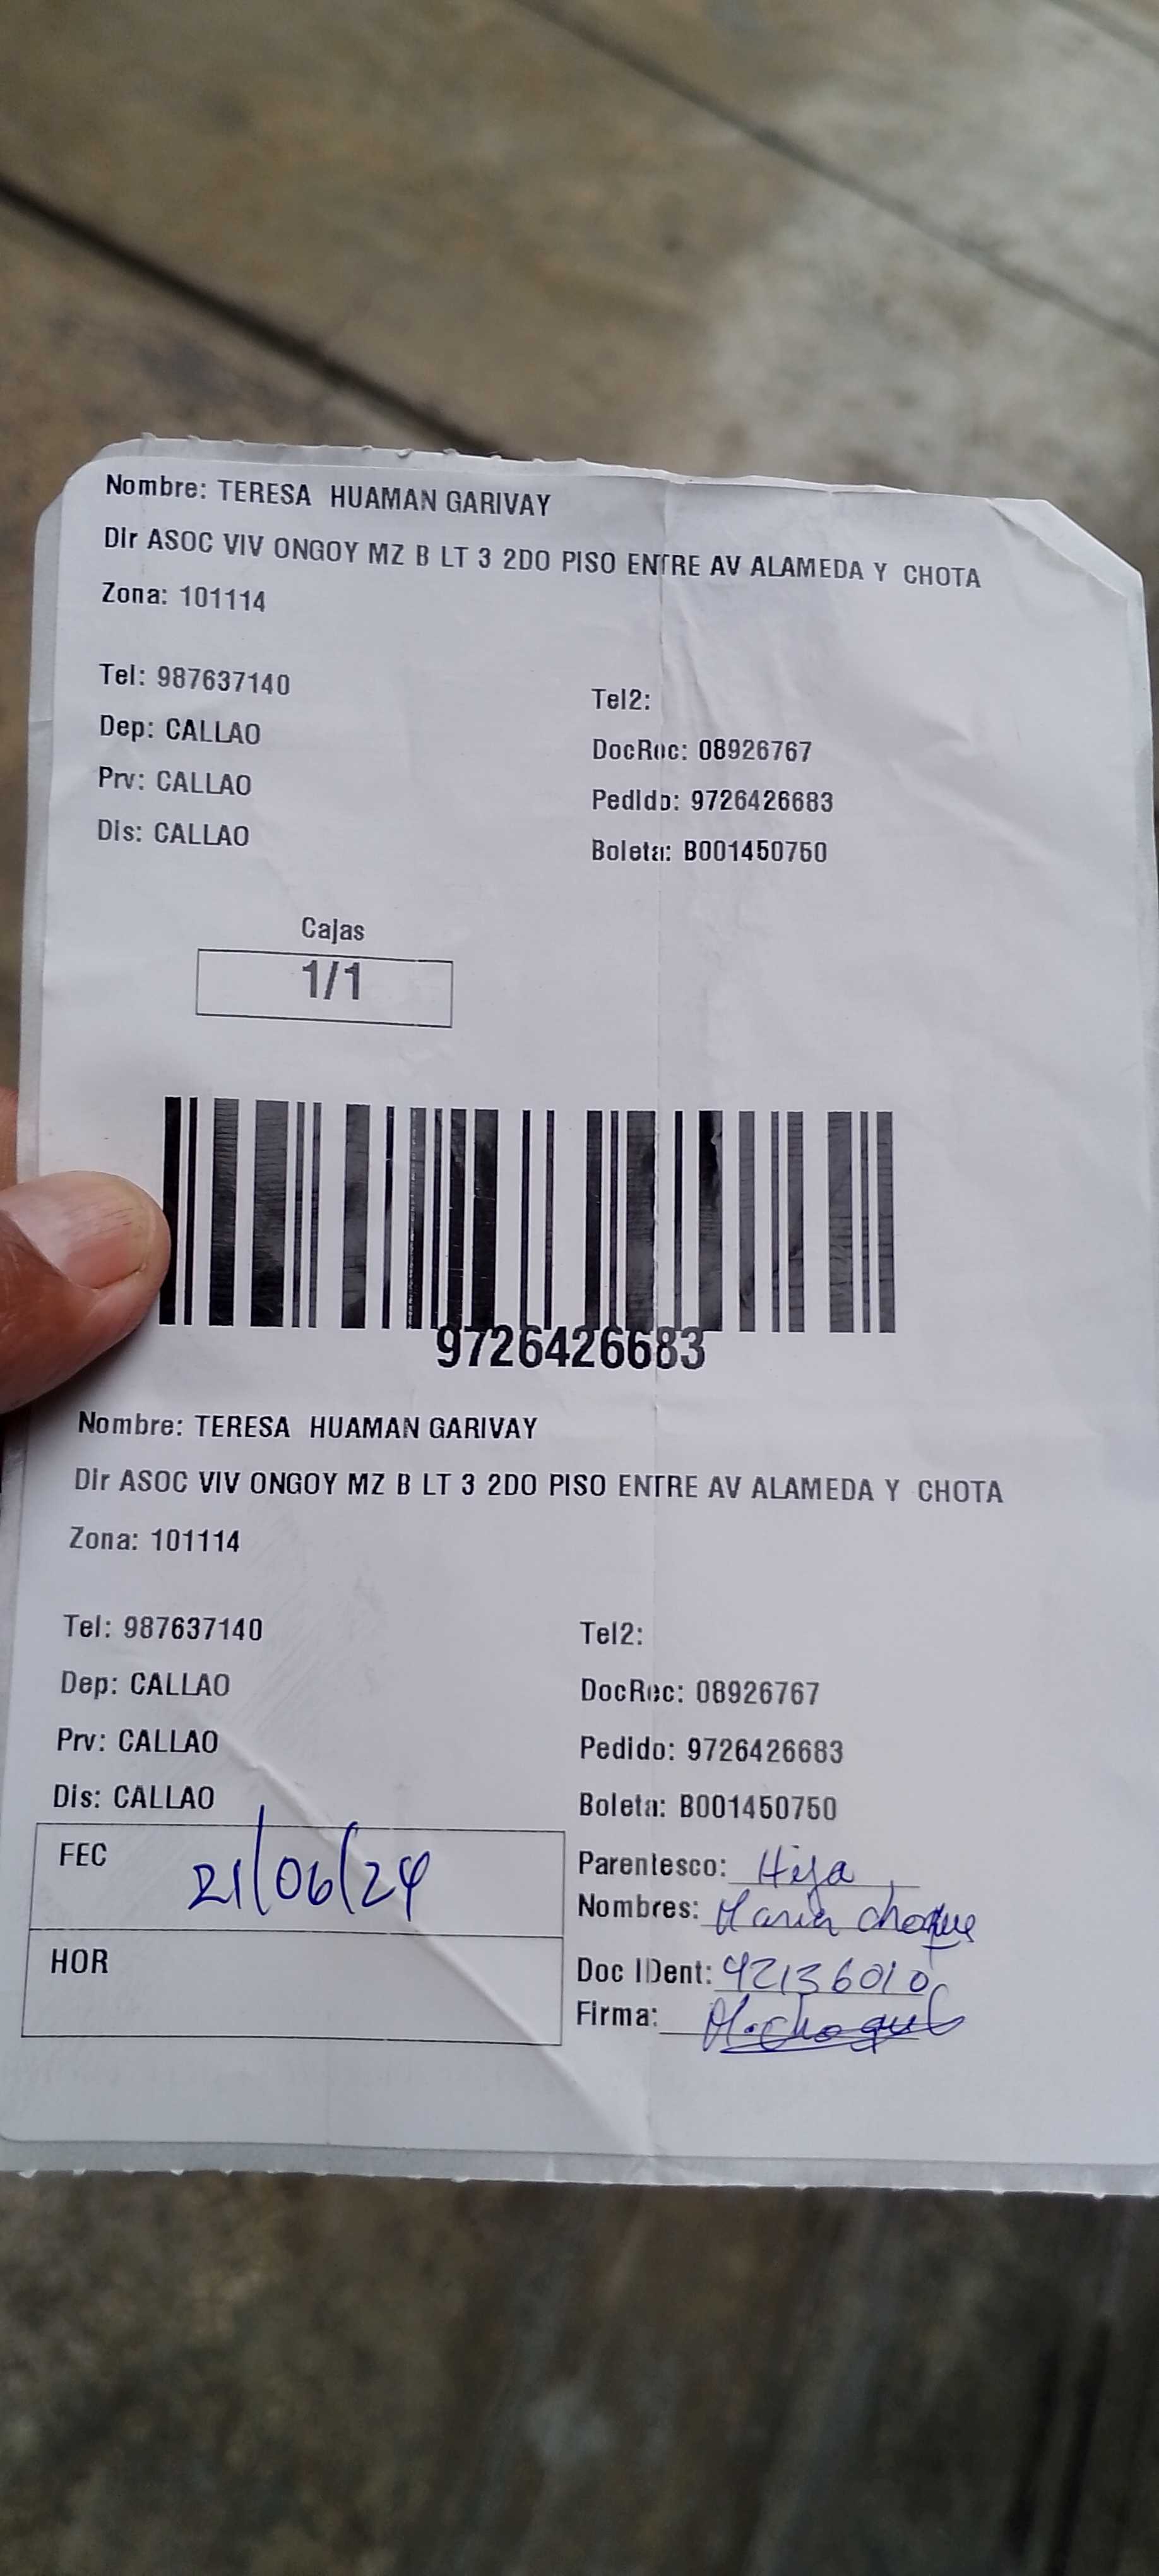 Nombre: TERESA HUAMAN GARIVAY
Dir ASOC VIV ONGOY MZ B LT 3 2DO PISO ENTRE AV ALAMEDA Y CHOTA
Zona: 101114
Tel: 987637140 Tel2:
Dep: CALLAO DocRec: 08926767
Prv: CALLAO Pedido: 9726426683
Dis: CALLAO Boleta: B001450750
Cajas
1/1
9726426683
Nombre: TERESA HUAMAN GARIVAY
Dir ASOC VIV ONGOY MZ B LT 3 2DO PISO ENTRE AV ALAMEDA Y CHOTA
Zona: 101114
Tel: 987637140 Tel2:
Dep: CALLAO DocRec: 08926767
Prv: CALLAO Pedido: 9726426683
Dis: CALLAO Boleta: B001450750
FEC 21/06/24 Parentesco: Hija
Nombres: Maria choque
HOR Doc IDent: 42136010
Firma: M.choque